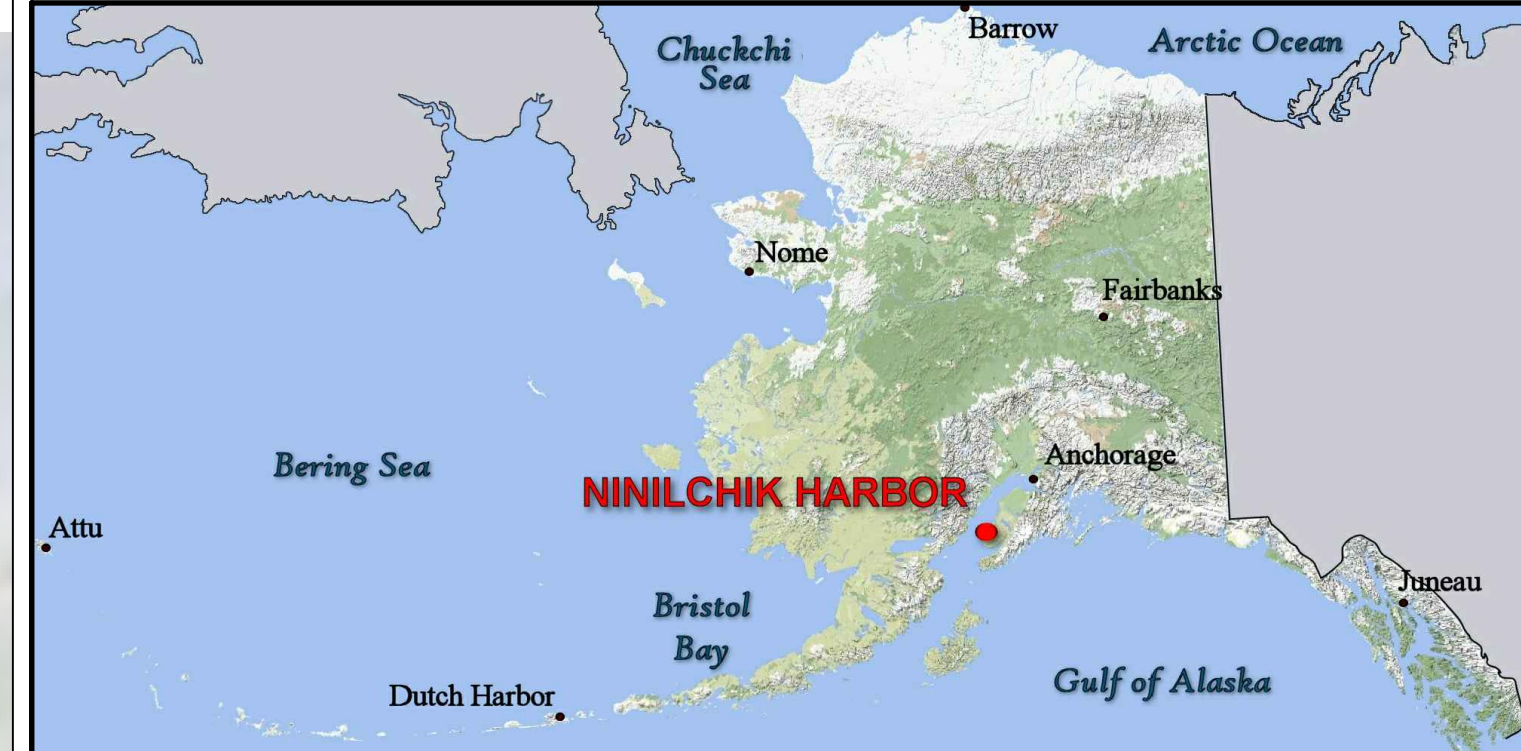 Barrow
Chuckchi
Sea
Arctic Ocean
Nome
Fairbanks
Anchorage
Bering Sea
NINILCHIK HARBOR
Attu
Juneau
Bristol
Bay
Gulf of Alaska
Dutch Harbor